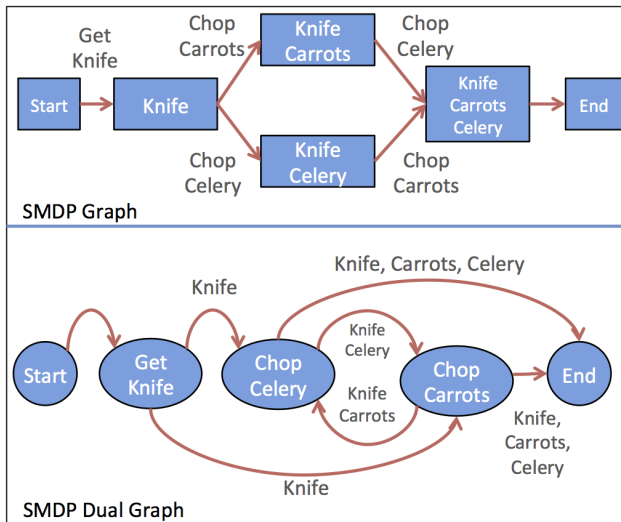 Get
Knife
Chop
Carrots
Knife
Carrots
Chop
Celery
Start
Knife
Knife
Carrots
Celery
End
Chop
Celery
Knife
Celery
Chop
Carrots
SMDP Graph
Knife, Carrots, Celery
Knife
Knife
Celery
Start
Get
Knife
Chop
Celery
Knife
Carrots
Chop
Carrots
End
Knife,
Carrots,
Celery
Knife
SMDP Dual Graph